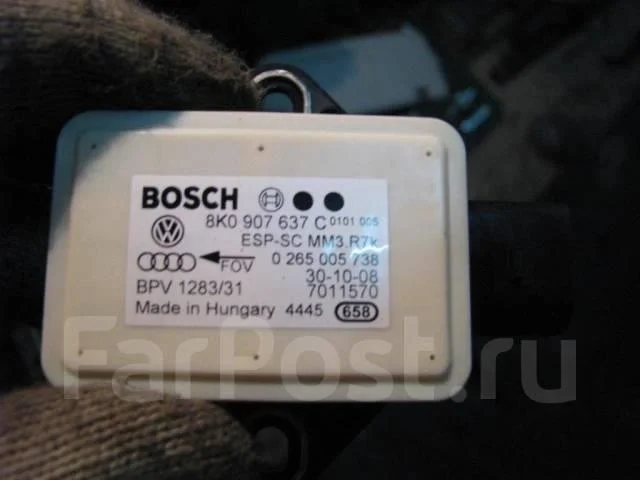 BOSCH
8K0 907 637 C 0101 005
ESP-SC MM3.R7k
FOV 0 265 005 738
30-10-08
BPV 1283/31 7011570
Made in Hungary 4445 658
FarPost.ru